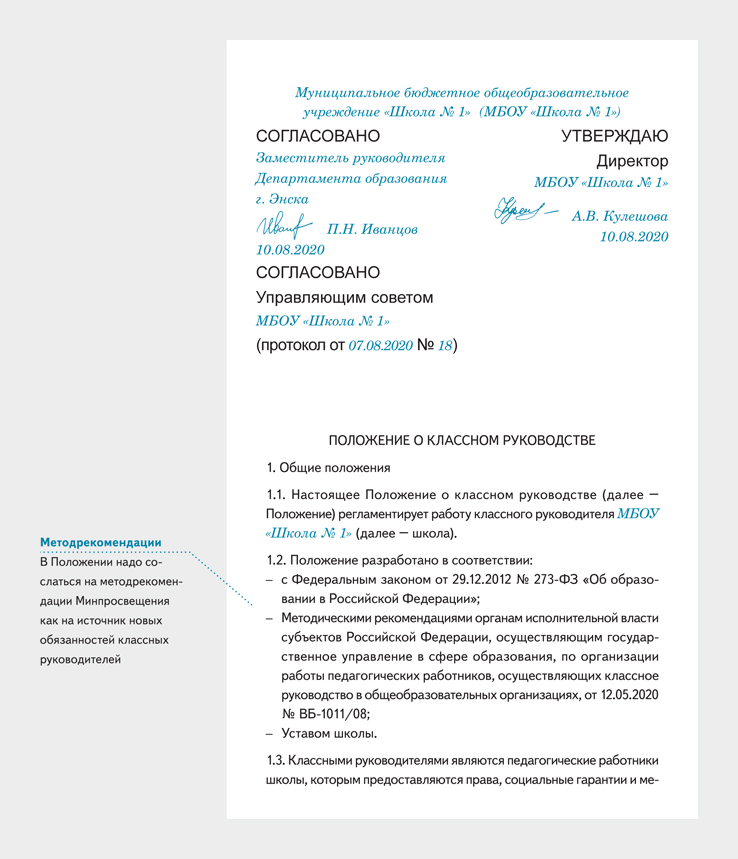 Муниципальное бюджетное общеобразовательное
учреждение «Школа № 1» (МБОУ «Школа № 1»)
СОГЛАСОВАНО
Заместитель руководителя
Департамента образования
г. Энска
П.Н. Иванцов
10.08.2020
УТВЕРЖДАЮ
Директор
МБОУ «Школа № 1»
А.В. Кулешова
10.08.2020
СОГЛАСОВАНО
Управляющим советом
МБОУ «Школа № 1»
(протокол от 07.08.2020 № 18)
ПОЛОЖЕНИЕ О КЛАССНОМ РУКОВОДСТВЕ
1. Общие положения
1.1. Настоящее Положение о классном руководстве (далее —
Положение) регламентирует работу классного руководителя МБОУ
«Школа № 1» (далее — школа).
1.2. Положение разработано в соответствии:
– с Федеральным законом от 29.12.2012 № 273-ФЗ «Об образо-
вании в Российской Федерации»;
– Методическими рекомендациями органам исполнительной власти
субъектов Российской Федерации, осуществляющим государ-
ственное управление в сфере образования, по организации
работы педагогических работников, осуществляющих классное
руководство в общеобразовательных организациях, от 12.05.2020
№ ВБ-1011/08;
– Уставом школы.
1.3. Классными руководителями являются педагогические работники
школы, которым предоставляются права, социальные гарантии и ме-
Методрекомендации
В Положении надо со-
слаться на методрекомен-
дации Минпросвещения
как на источник новых
обязанностей классных
руководителей